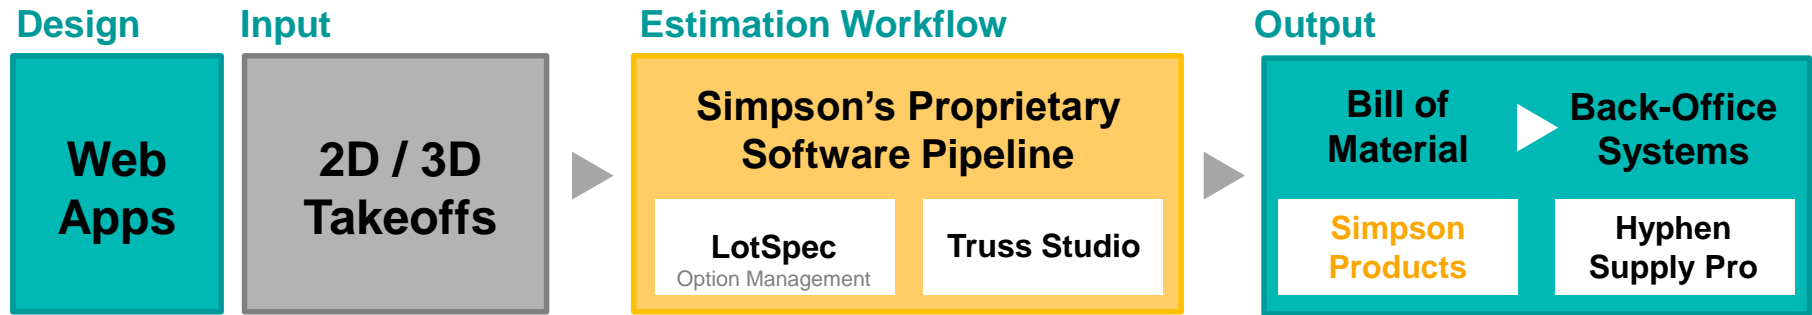 Design
Input
Estimation Workflow
Output
Web
Apps
2D / 3D
Takeoffs
Simpson’s Proprietary
Software Pipeline
LotSpec
Option Management
Truss Studio
Bill of
Material
Back-Office
Systems
Simpson
Products
Hyphen
Supply Pro